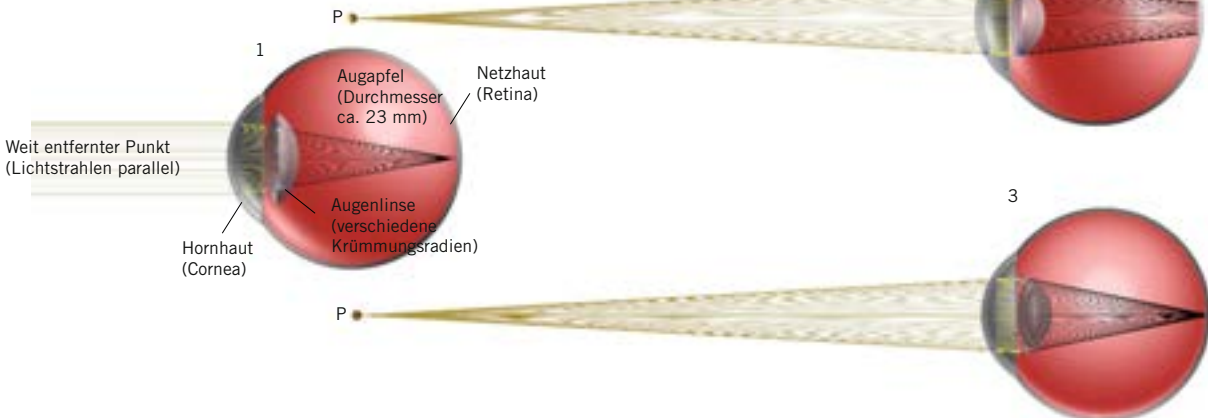 P
1
Augapfel
(Durchmesser
ca. 23 mm)
Netzhaut
(Retina)
Weit entfernter Punkt
(Lichtstrahlen parallel)
Augenlinse
(verschiedene
Krümmungsradien)
Hornhaut
(Cornea)
3
P